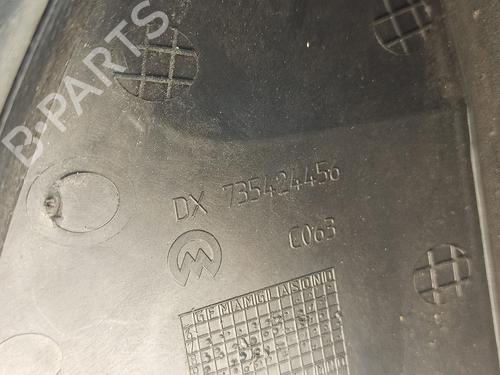 B-PARTS
DX 735424456
C063
GFMAMGLASOND